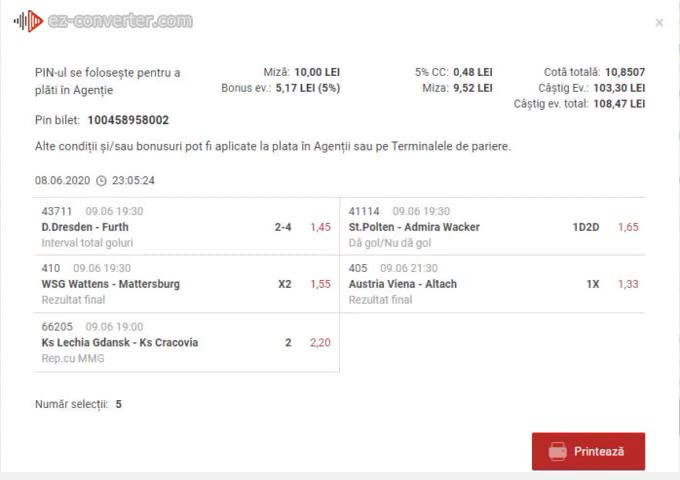 ez-converter.com
×
PIN-ul se folosește pentru a
plăti în Agenție
Miză: 10,00 LEI
Bonus ev.: 5,17 LEI (5%)
5% CC: 0,48 LEI
Miza: 9,52 LEI
Cotă totală: 10,8507
Câștig Ev.: 103,30 LEI
Câștig ev. total: 108,47 LEI
Pin bilet: 100458958002
Alte condiții și/sau bonusuri pot fi aplicate la plata în Agenții sau pe Terminalele de pariere.
08.06.2020 23:05:24
43711 09.06 19:30
D.Dresden - Furth 2-4 1,45
Interval total goluri
41114 09.06 19:30
St.Polten - Admira Wacker 1D2D 1,65
Dă gol/Nu dă gol
410 09.06 19:30
WSG Wattens - Mattersburg X2 1,55
Rezultat final
405 09.06 21:30
Austria Viena - Altach 1X 1,33
Rezultat final
66205 09.06 19:00
Ks Lechia Gdansk - Ks Cracovia 2 2,20
Rep.cu MMG
Număr selecții: 5
Printează